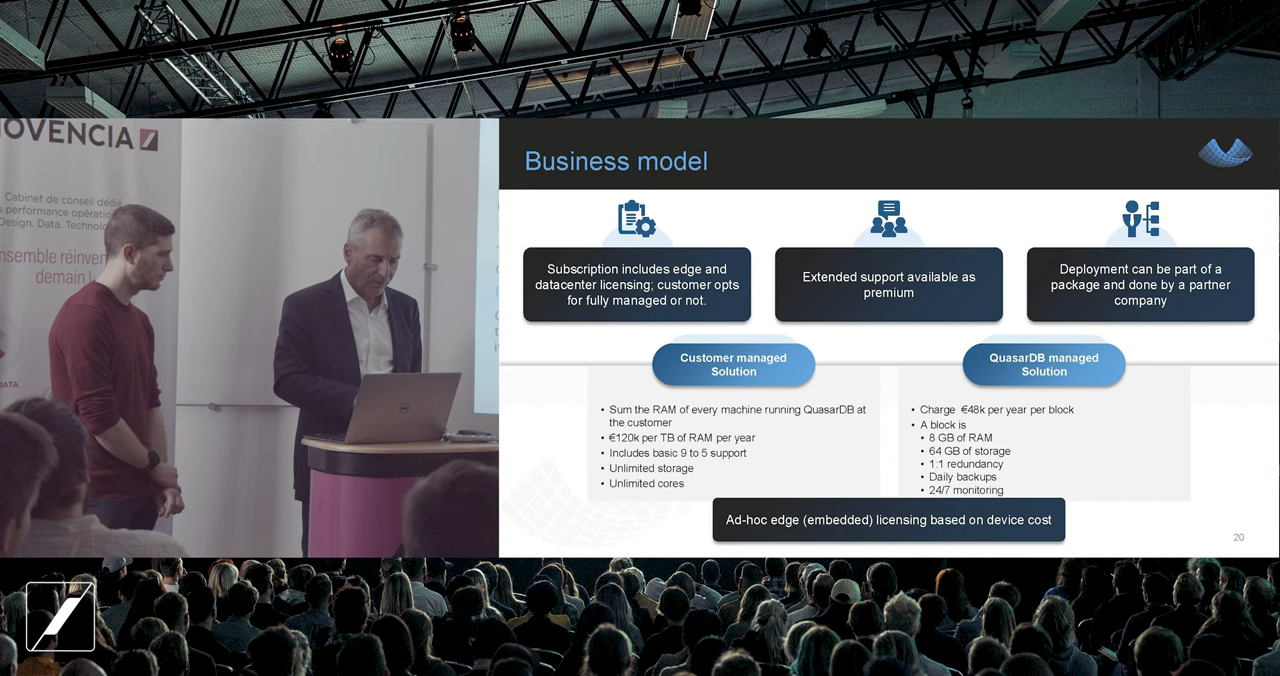 NOVENCIA
Cabinet de conseil dédié
performance opératio
Design. Data. Technolo
nsemble réinven
demain !
DATA
DELL
Business model
Subscription includes edge and
datacenter licensing; customer opts
for fully managed or not.
Extended support available as
premium
Deployment can be part of a
package and done by a partner
company
Customer managed
Solution
QuasarDB managed
Solution
• Sum the RAM of every machine running QuasarDB at
the customer
• €120k per TB of RAM per year
• Includes basic 9 to 5 support
• Unlimited storage
• Unlimited cores
• Charge €48k per year per block
• A block is
• 8 GB of RAM
• 64 GB of storage
• 1:1 redundancy
• Daily backups
• 24/7 monitoring
Ad-hoc edge (embedded) licensing based on device cost
20